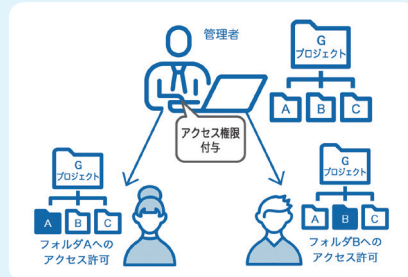 管理者
G
プロジェクト
A B C
アクセス権限
付与
G
プロジェクト
A B C
フォルダAへの
アクセス許可
G
プロジェクト
A B C
フォルダBへの
アクセス許可